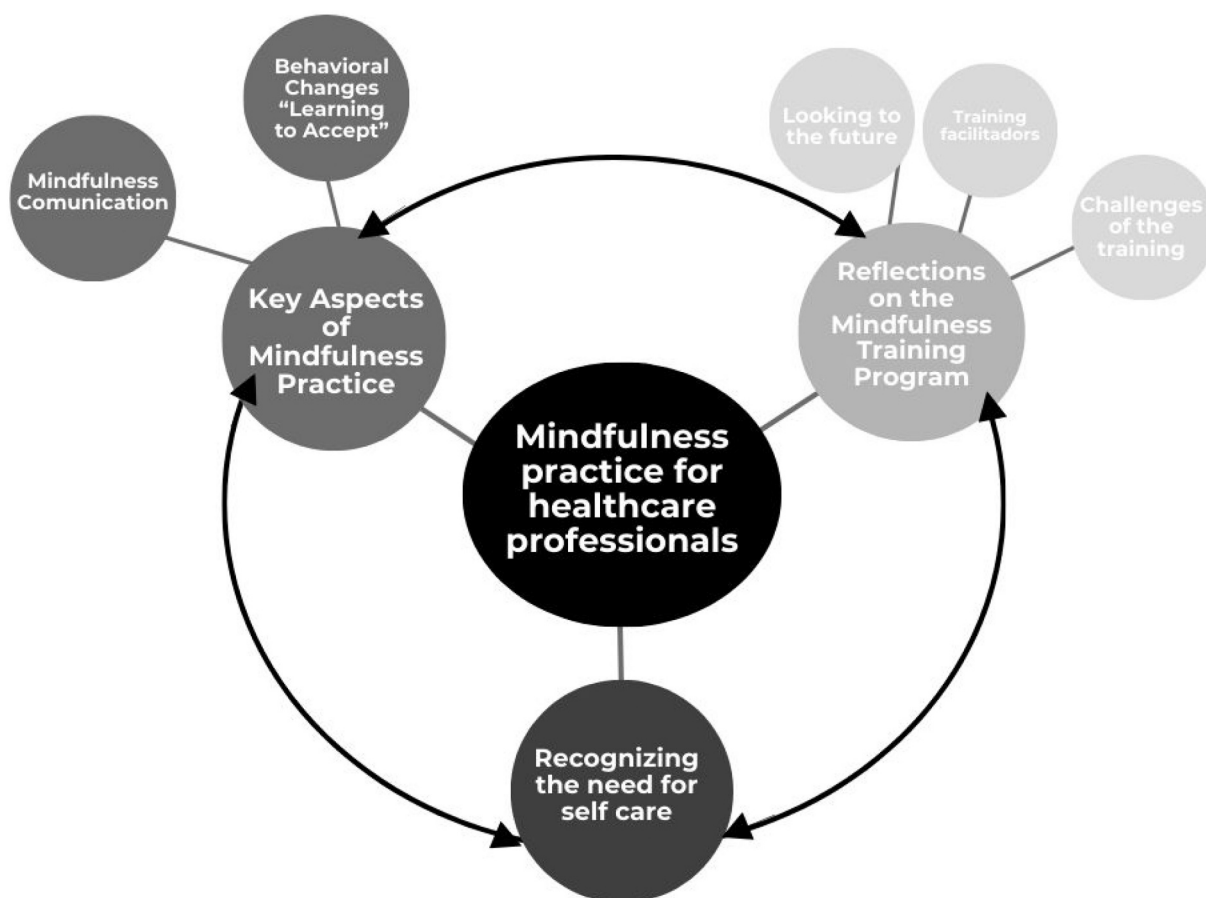 Behavioral
Changes
“Learning
to Accept”
Mindfulness
Comunication
Key Aspects
of
Mindfulness
Practice
Looking to
the future
Training
facilitadors
Challenges
of the
training
Reflections
on the
Mindfulness
Training
Program
Mindfulness
practice for
healthcare
professionals
Recognizing
the need for
self care